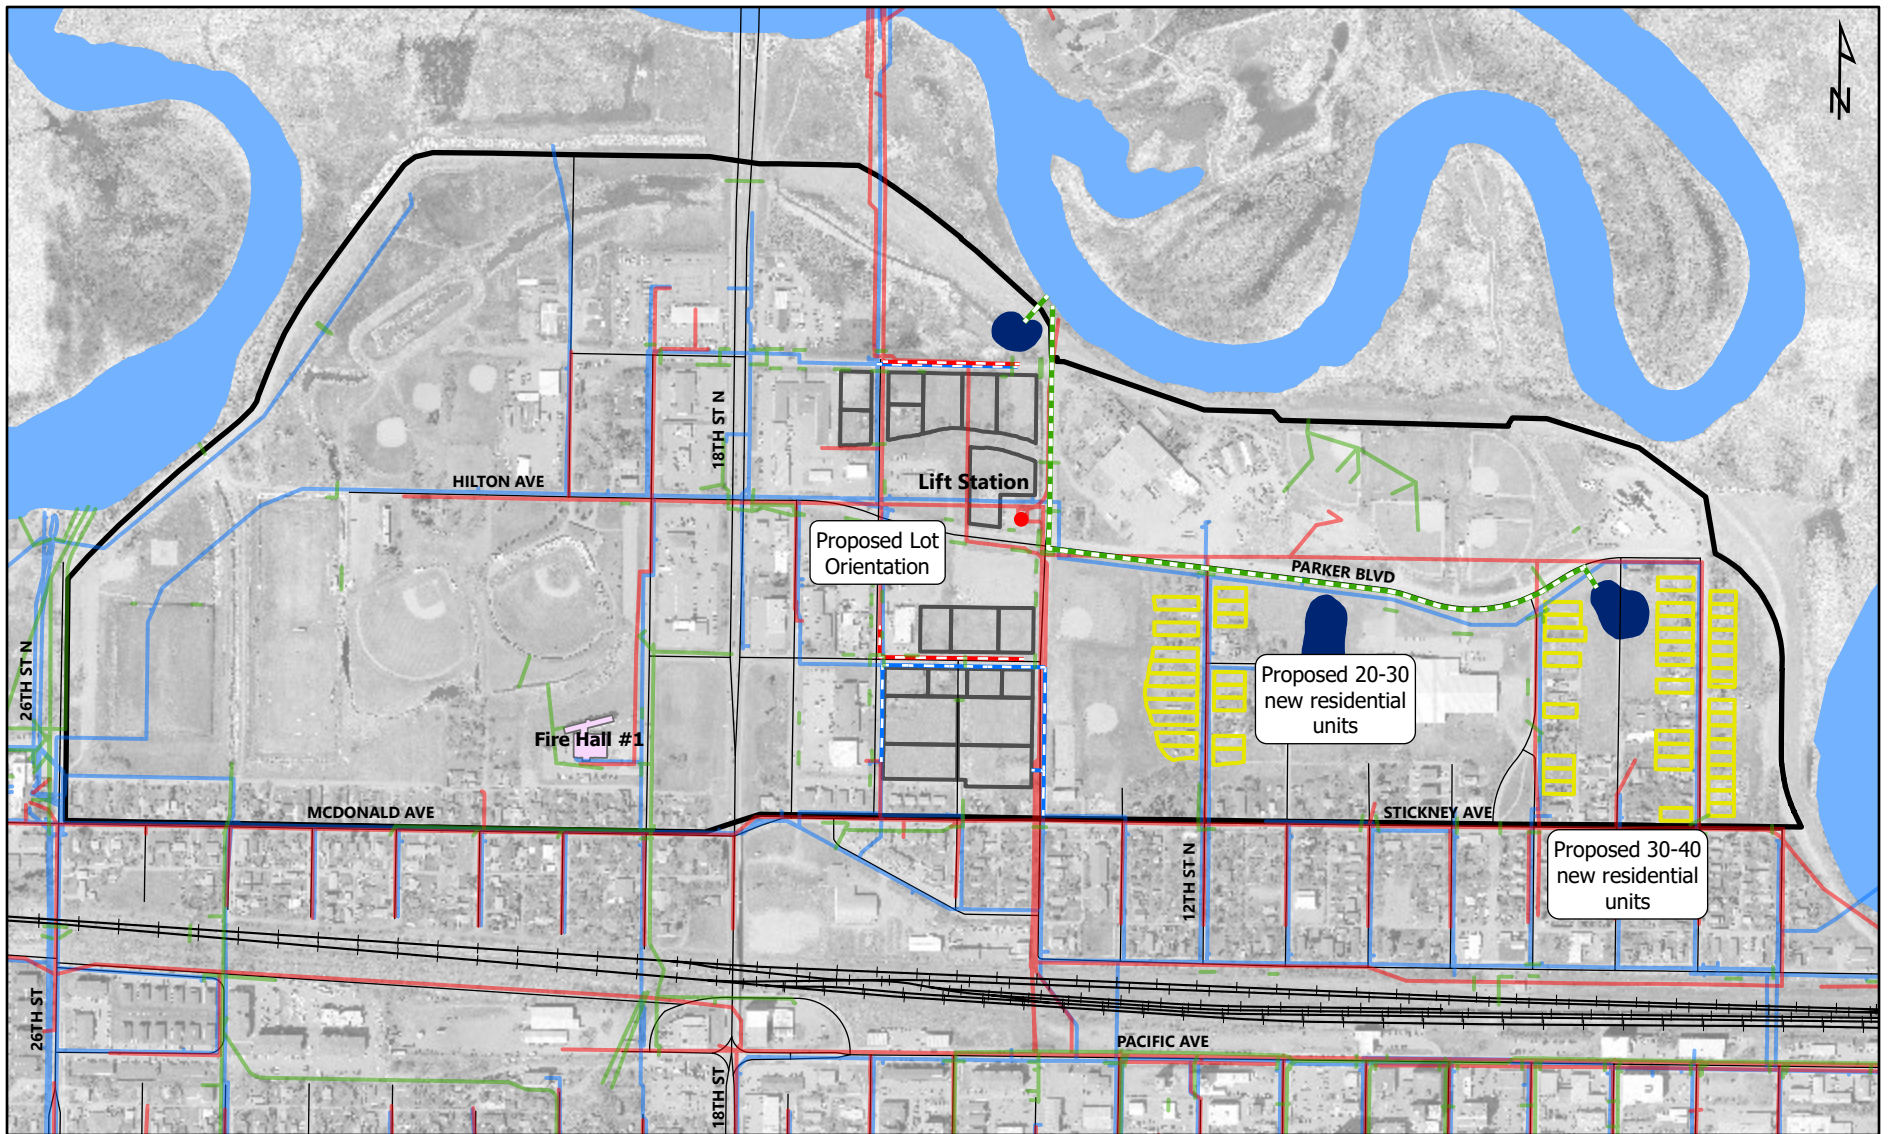 N
18TH ST N
HILTON AVE
Lift Station
Proposed Lot
Orientation
PARKER BLVD
26TH ST N
Proposed 20-30
new residential
units
Fire Hall #1
MCDONALD AVE
STICKNEY AVE
12TH ST N
Proposed 30-40
new residential
units
26TH ST
PACIFIC AVE
18TH ST